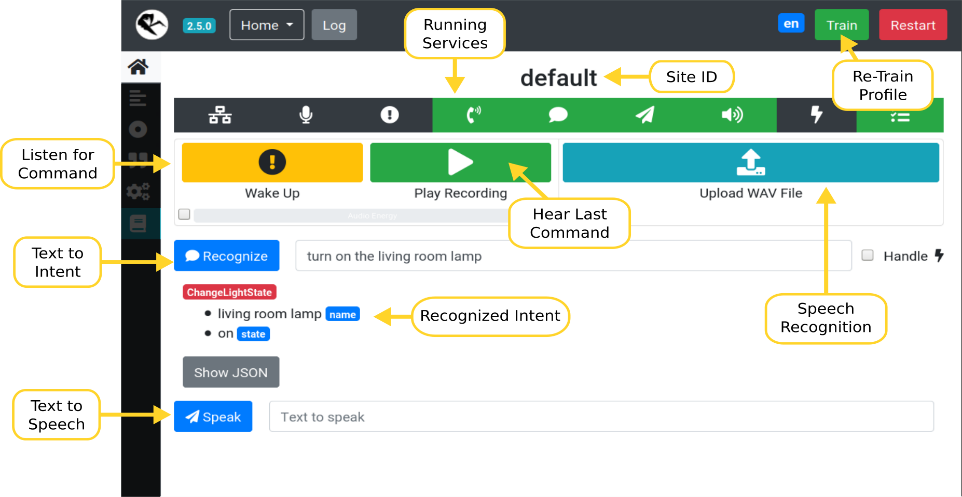 Running
Services
2.5.0
Home
Log
en
Train
Restart
default
Site ID
Re-Train
Profile
Listen for
Command
Wake Up
Play Recording
Upload WAV File
Audio Energy
Hear Last
Command
Text to
Intent
Recognize
turn on the living room lamp
Handle
ChangeLightState
living room lamp name
on state
Recognized Intent
Speech
Recognition
Show JSON
Text to
Speech
Speak
Text to speak